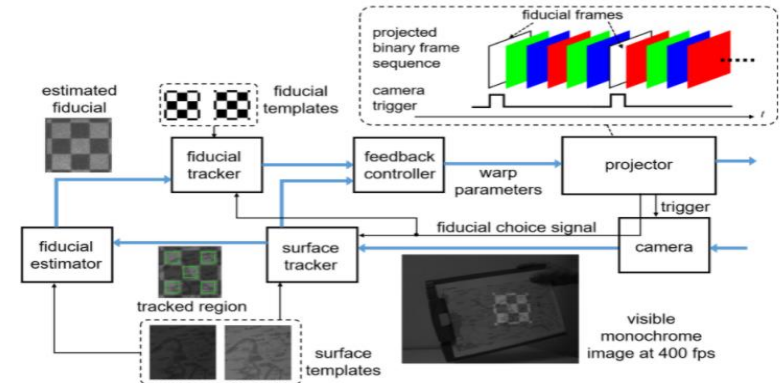 fiducial frames
projected
binary frame
sequence
camera
trigger
t
estimated
fiducial
fiducial
templates
fiducial
tracker
feedback
controller
warp
parameters
projector
trigger
fiducial choice signal
fiducial
estimator
surface
tracker
camera
tracked region
surface
templates
visible
monochrome
image at 400 fps